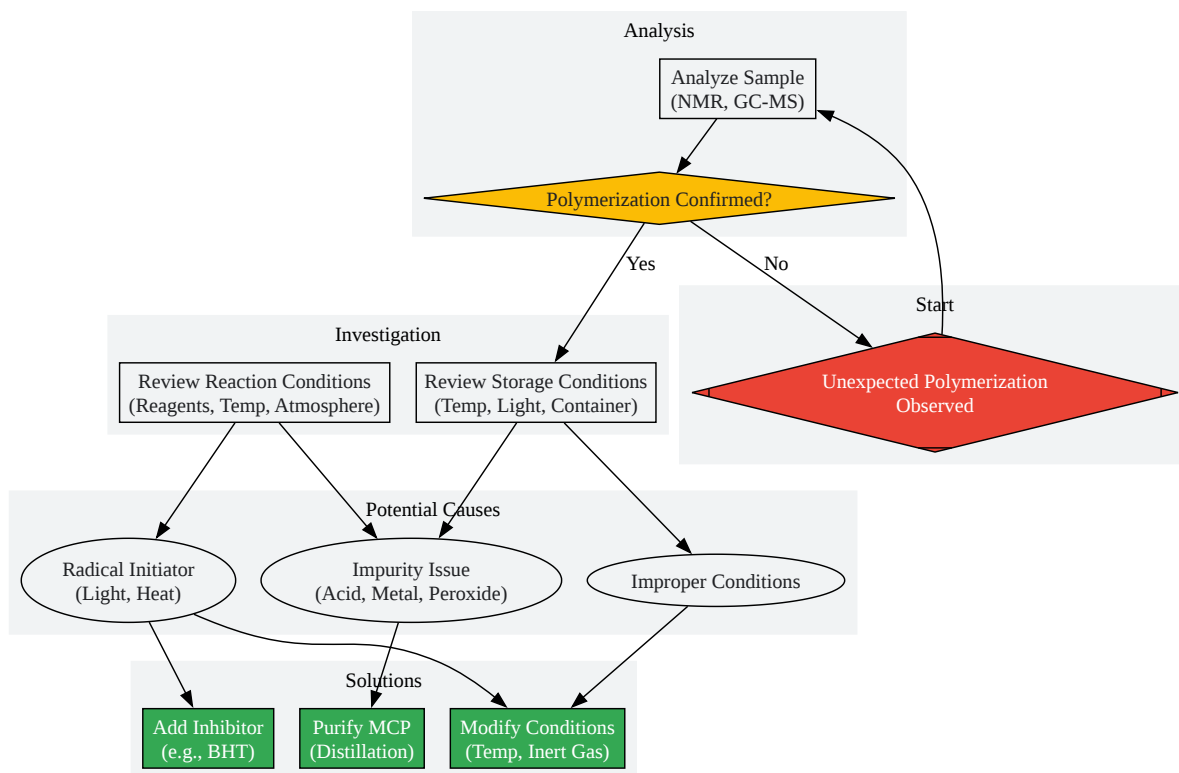 Analysis
Analyze Sample
(NMR, GC-MS)
Polymerization Confirmed?
Yes
No
Start
Unexpected Polymerization
Observed
Investigation
Review Reaction Conditions
(Reagents, Temp, Atmosphere)
Review Storage Conditions
(Temp, Light, Container)
Potential Causes
Radical Initiator
(Light, Heat)
Impurity Issue
(Acid, Metal, Peroxide)
Improper Conditions
Solutions
Add Inhibitor
(e.g., BHT)
Purify MCP
(Distillation)
Modify Conditions
(Temp, Inert Gas)